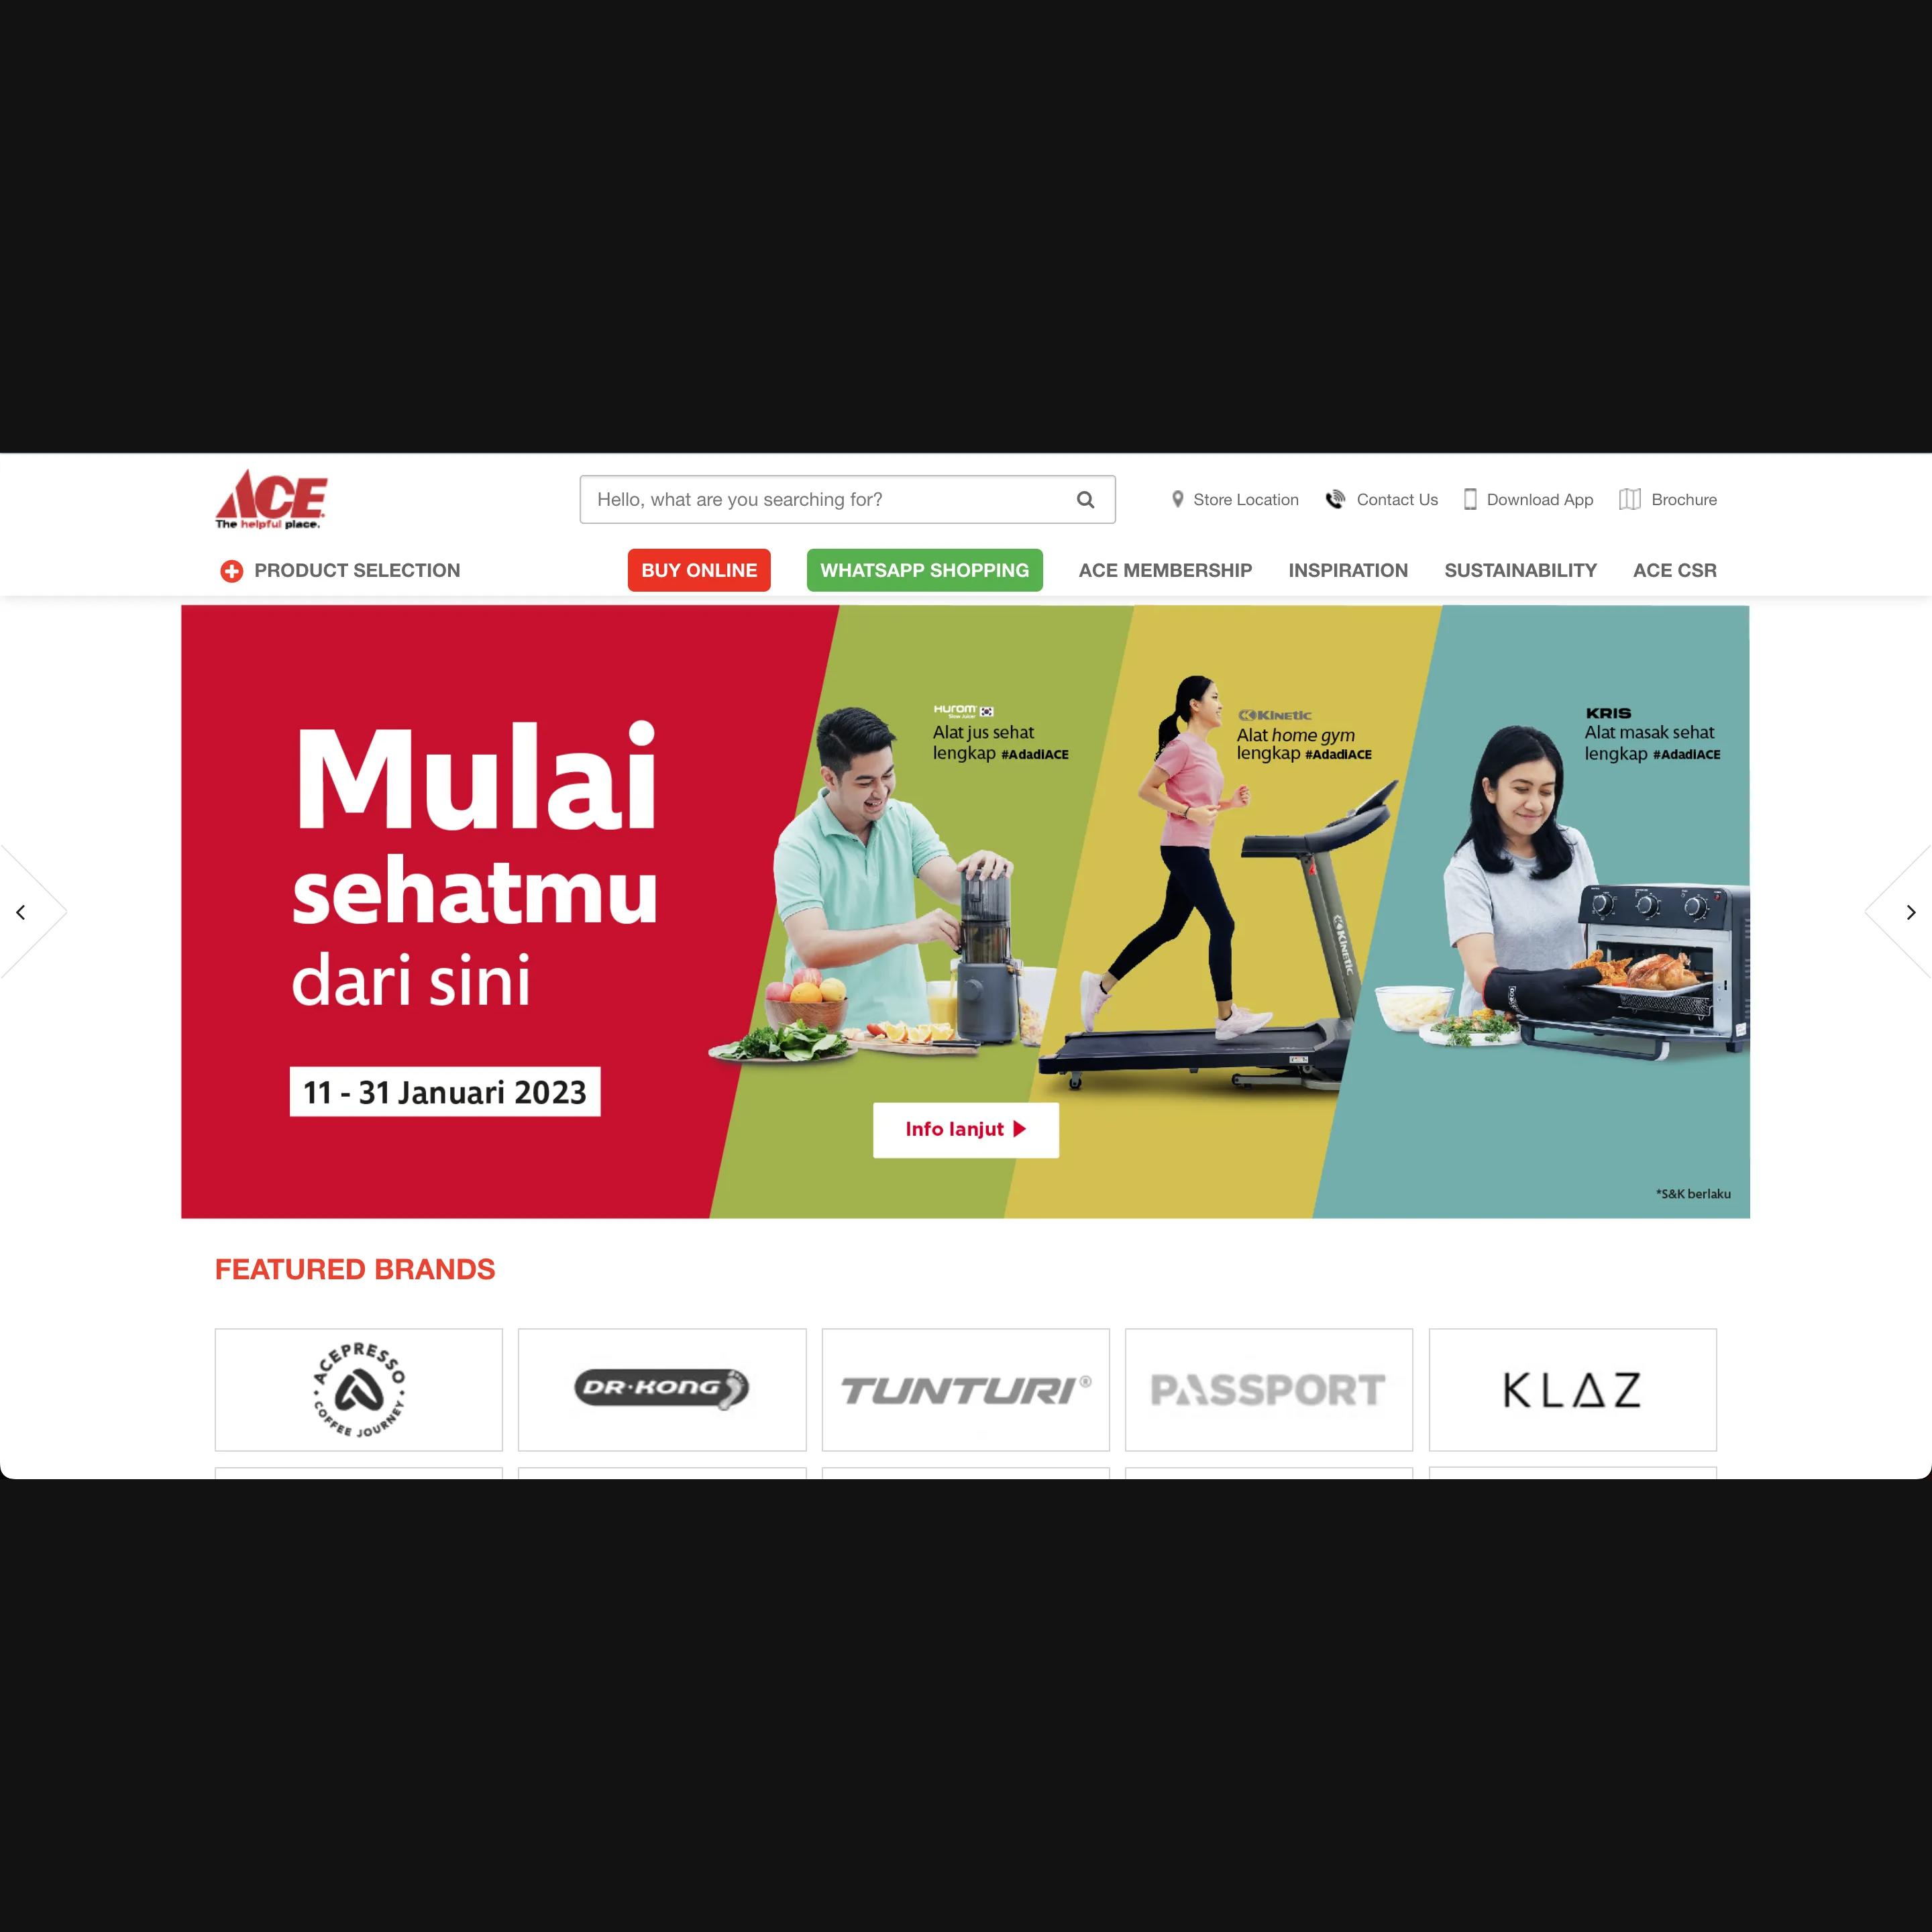 ACE
The helpful place.
Hello, what are you searching for?
Store Location
Contact Us
Download App
Brochure
PRODUCT SELECTION
BUY ONLINE
WHATSAPP SHOPPING
ACE MEMBERSHIP
INSPIRATION
SUSTAINABILITY
ACE CSR
Mulai
sehatmu
dari sini
11 - 31 Januari 2023
HUROM
Slow Juicer
Alat jus sehat
lengkap #AdadiACE
Kinetic
Alat home gym
lengkap #AdadiACE
Kinetic
KRIS
Alat masak sehat
lengkap #AdadiACE
Info lanjut
*S&K berlaku
FEATURED BRANDS
ACEPRESSO
COFFEE JOURNEY
DR·KONG
TUNTURI®
PASSPORT
KLAZ